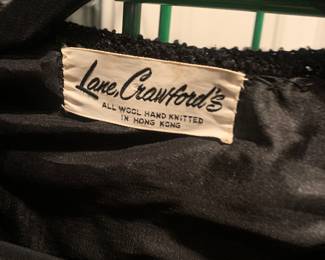 Lane, Crawford's
ALL WOOL HAND KNITTED
IN HONG KONG